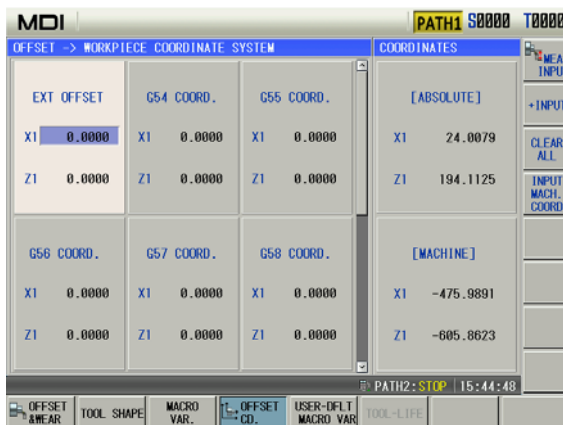 MDI PATH1 S0000 T0000
OFFSET -> WORKPIECE COORDINATE SYSTEM COORDINATES
EXT OFFSET G54 COORD. G55 COORD. [ABSOLUTE]
X1 0.0000 X1 0.0000 X1 0.0000 X1 24.0079
Z1 0.0000 Z1 0.0000 Z1 0.0000 Z1 194.1125
G56 COORD. G57 COORD. G58 COORD. [MACHINE]
X1 0.0000 X1 0.0000 X1 0.0000 X1 -475.9891
Z1 0.0000 Z1 0.0000 Z1 0.0000 Z1 -605.8623
MEA
INPU
+INPUT
CLEAR
ALL
INPUT
MACH.
COORD
PATH2:STOP 15:44:48
OFFSET
&WEAR
TOOL SHAPE
MACRO
VAR.
OFFSET
CD.
USER-DFLT
MACRO VAR
TOOL-LIFE